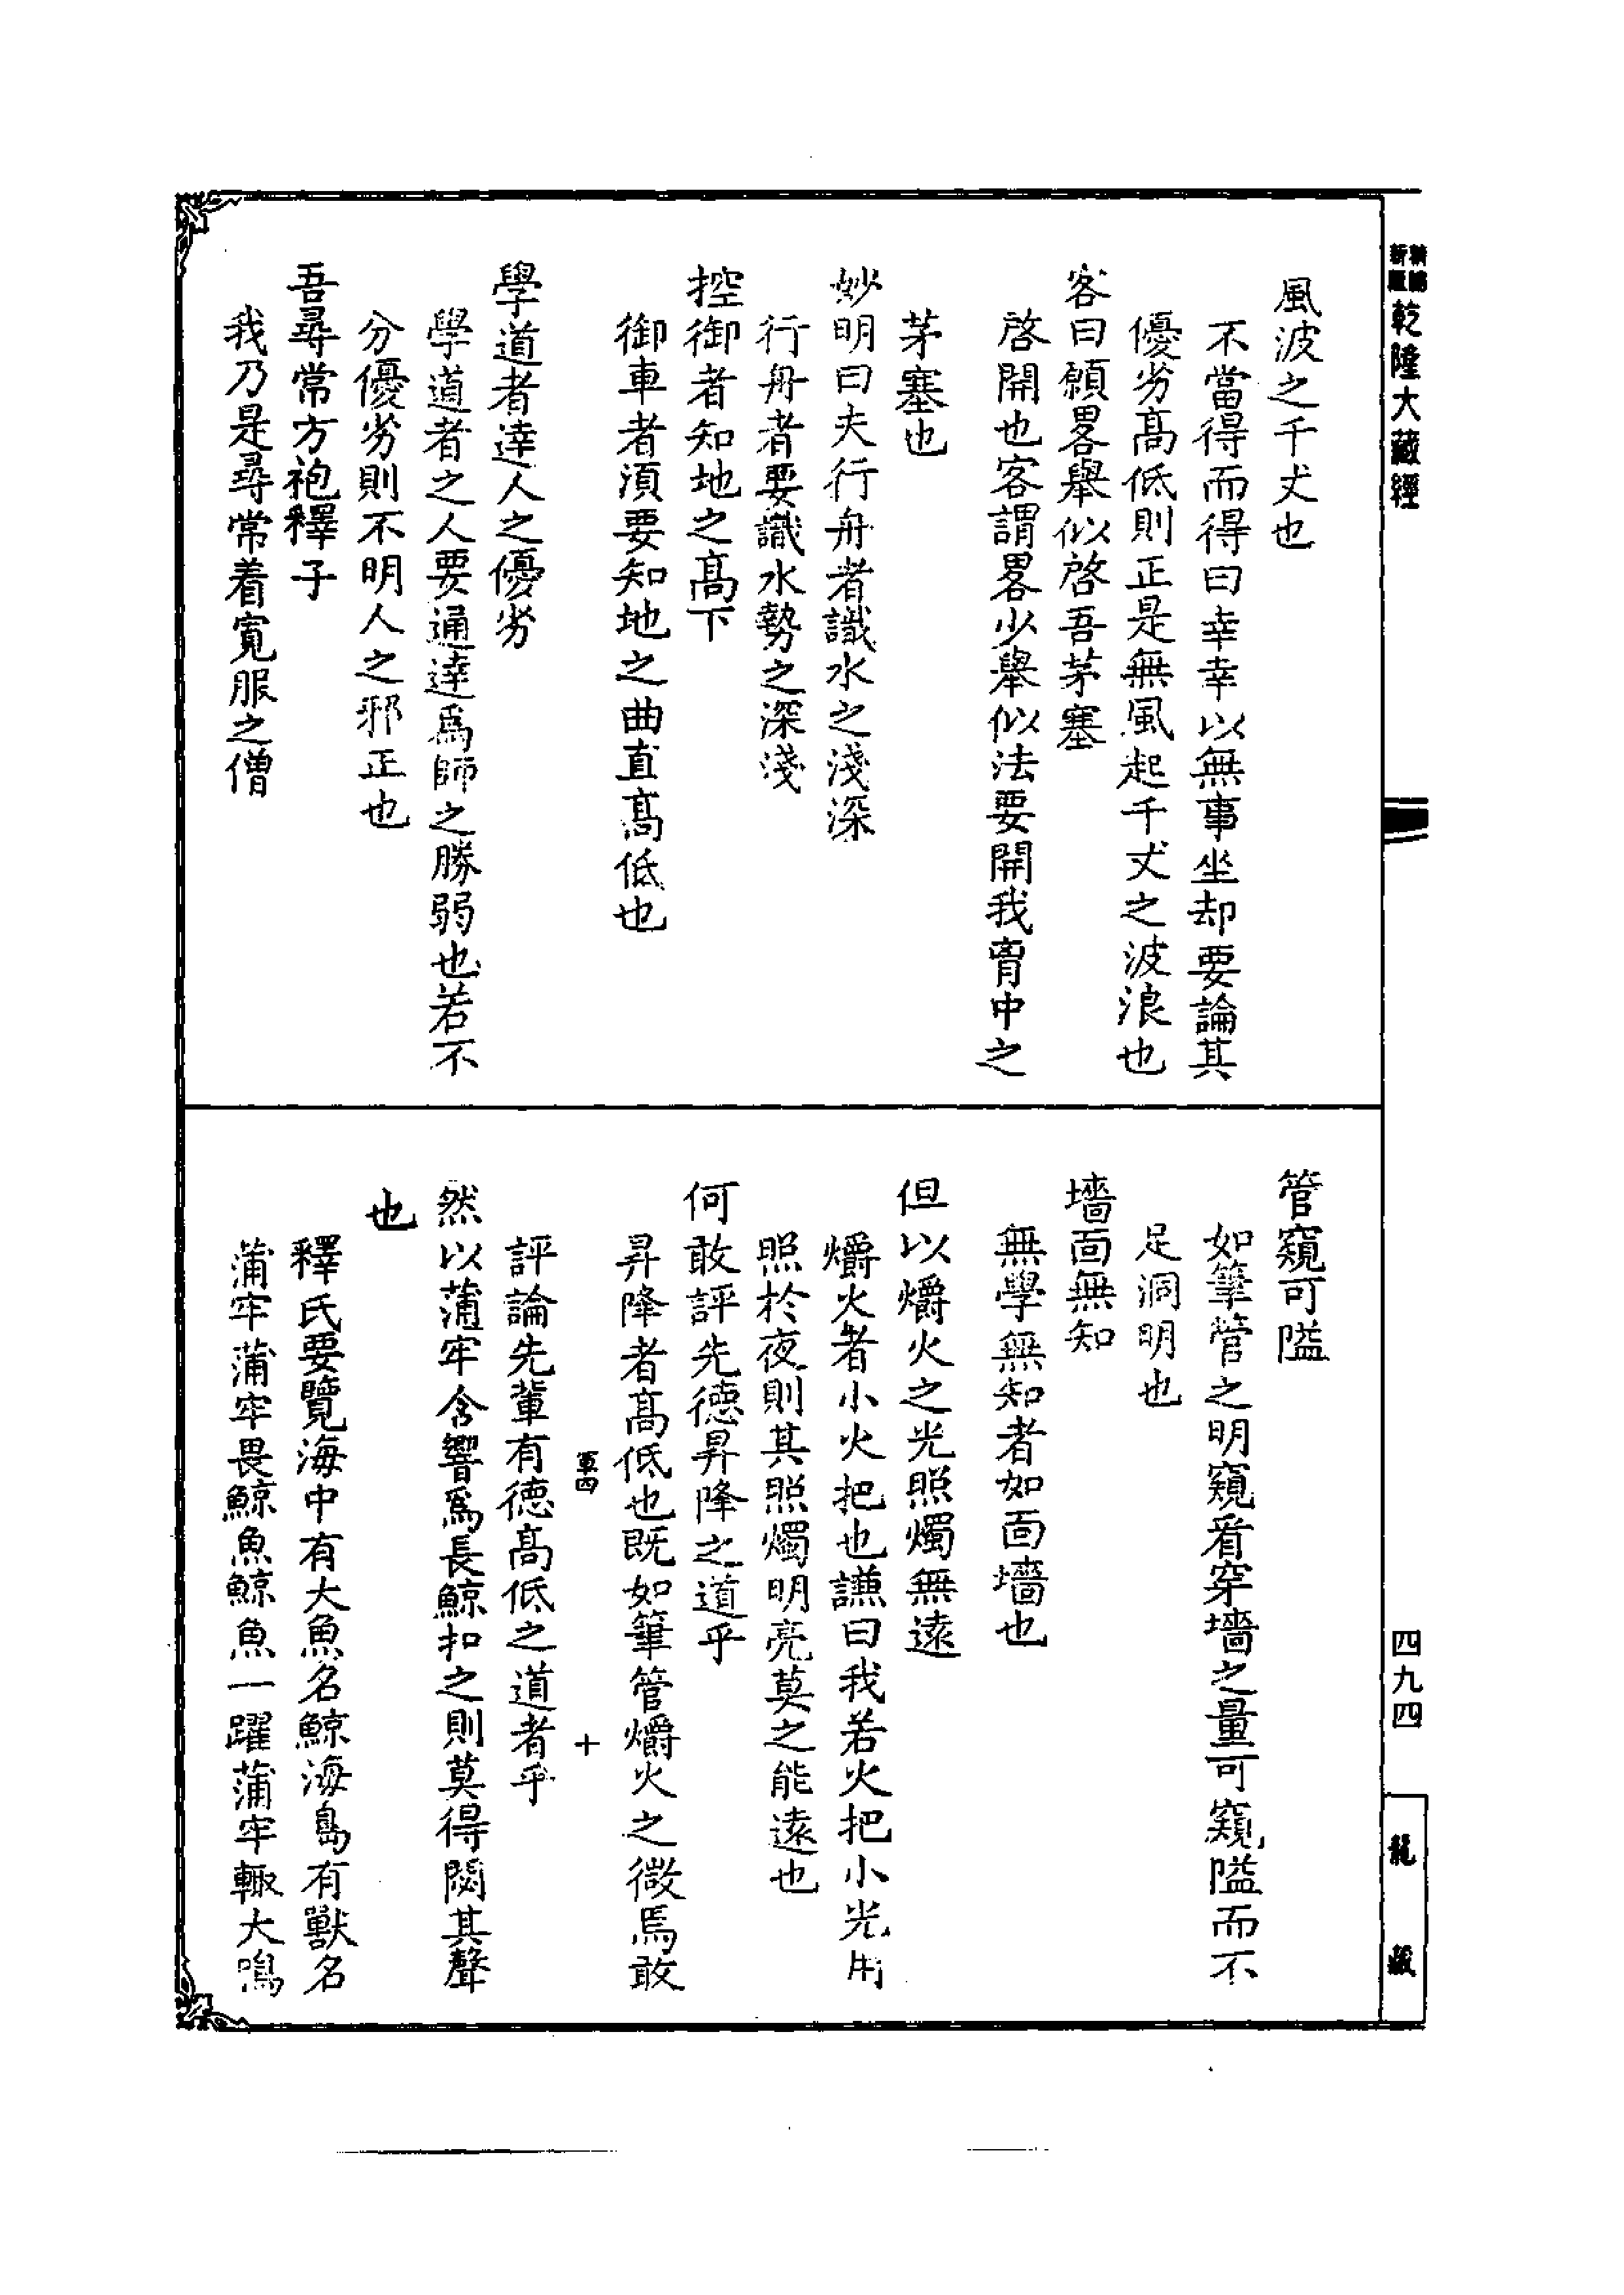 新編
新版
乾隆大藏經
風波之千丈也
不當得而得曰幸幸以無事坐却要論其
優劣髙低則正是無風起千丈之波浪也
客曰願畧舉似啓吾茅塞
啓開也客謂畧少舉似法要開我胷中之
茅塞也
妙明曰夫行舟者識水之淺深
行舟者要識水勢之深淺
控御者知地之髙下
御車者湏要知地之曲直髙低也
學道者達人之優劣
學道者之人要通達爲師之勝弱也若不
分優劣則不明人之邪正也
吾尋常方袍釋子
我乃是尋常着寬服之僧
管窺可隘
如筆管之明窺看穿墻之量可窺隘而不
足洞明也
墻面無知
無學無知者如面墻也
但以爝火之光照燭無遠
爝火者小火把也謙曰我若火把小光用
照於夜則其照燭明亮莫之能遠也
何敢評先德昇降之道乎
昇降者髙低也既如筆管爝火之微焉敢
軍四
十
評論先輩有德髙低之道者乎
然以蒲牢含響爲長鯨扣之則莫得閟其聲
也
釋氏要覽海中有大魚名鯨海島有獸名
蒲牢蒲牢畏鯨魚鯨魚一躍蒲牢輙大鳴
四九四
龍藏